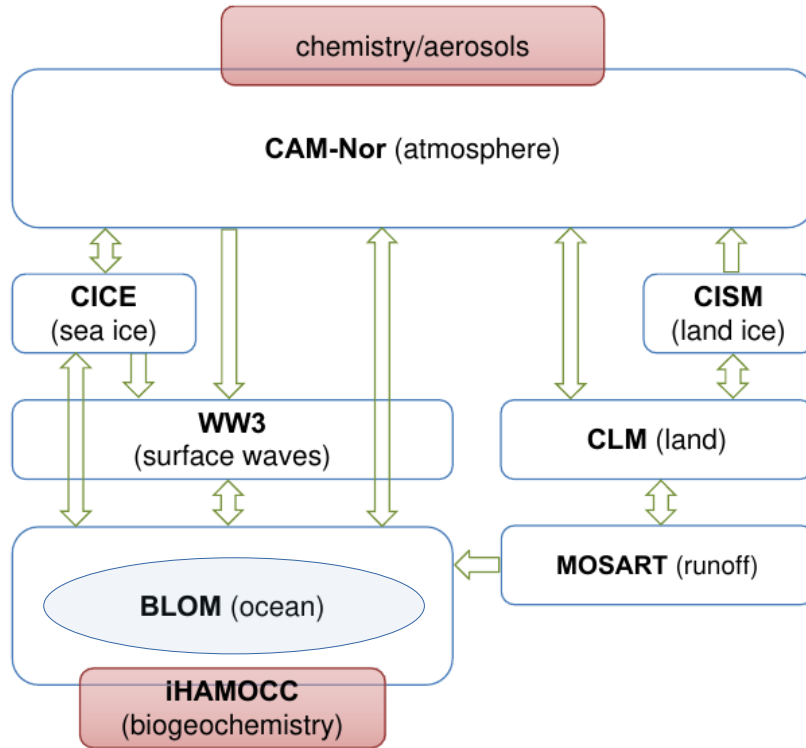 chemistry/aerosols
CAM-Nor (atmosphere)
CICE
(sea ice)
CISM
(land ice)
WW3
(surface waves)
CLM (land)
MOSART (runoff)
BLOM (ocean)
iHAMOCC
(biogeochemistry)